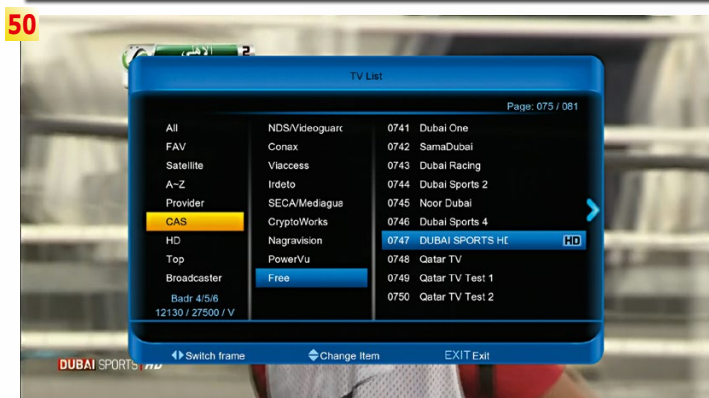 50
الأهلي 2
TV List
Page: 075 / 081
All
FAV
Satellite
A~Z
Provider
CAS
HD
Top
Broadcaster
Badr 4/5/6
12130 / 27500 / V
NDS/Videoguard
Conax
Viaccess
Irdeto
SECA/Mediagua
CryptoWorks
Nagravision
PowerVu
Free
0741 Dubai One
0742 SamaDubai
0743 Dubai Racing
0744 Dubai Sports 2
0745 Noor Dubai
0746 Dubai Sports 4
0747 DUBAI SPORTS HD HD
0748 Qatar TV
0749 Qatar TV Test 1
0750 Qatar TV Test 2
Switch frame Change Item EXIT Exit
DUBAI SPORTS HD